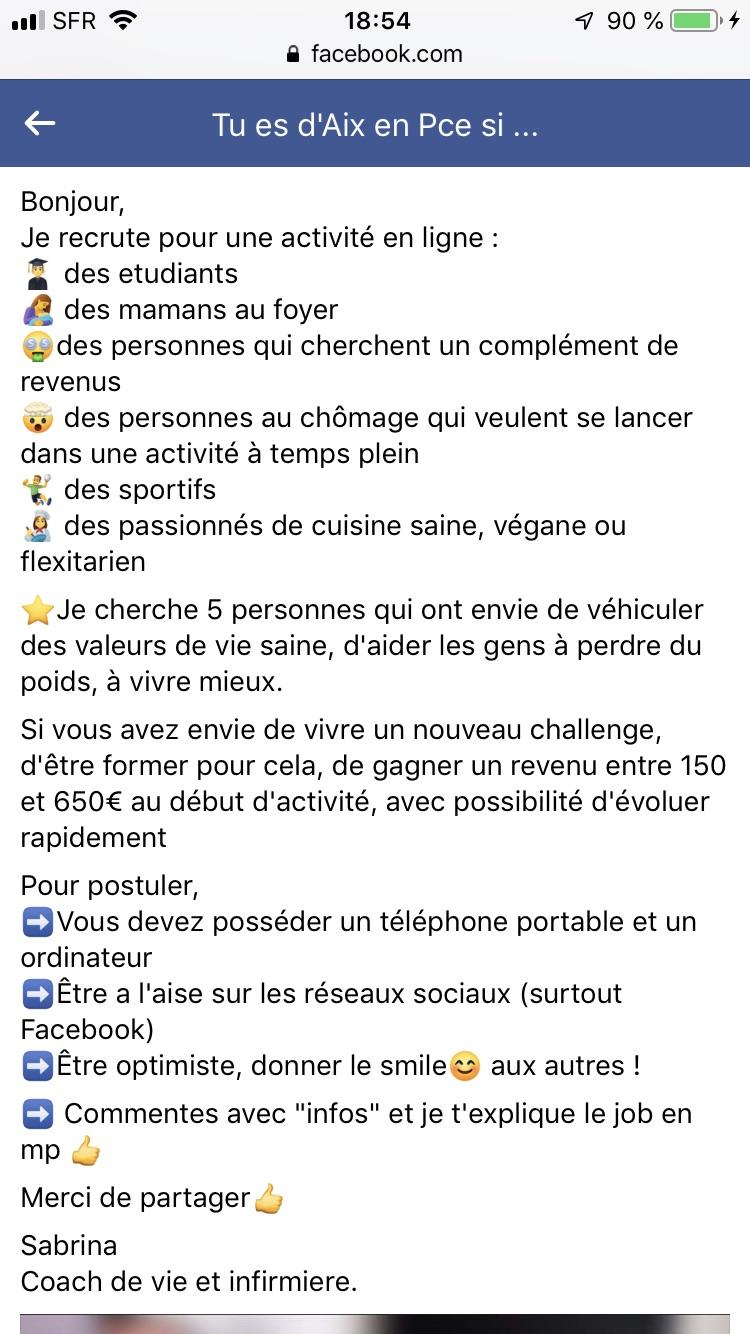 SFR 18:54 90 %
facebook.com
Tu es d'Aix en Pce si ...
Bonjour,
Je recrute pour une activité en ligne :
👨‍🎓 des etudiants
🤱 des mamans au foyer
🤑des personnes qui cherchent un complément de
revenus
🤯 des personnes au chômage qui veulent se lancer
dans une activité à temps plein
🤾‍♂️ des sportifs
👩‍🍳 des passionnés de cuisine saine, végane ou
flexitarien
⭐Je cherche 5 personnes qui ont envie de véhiculer
des valeurs de vie saine, d'aider les gens à perdre du
poids, à vivre mieux.
Si vous avez envie de vivre un nouveau challenge,
d'être former pour cela, de gagner un revenu entre 150
et 650€ au début d'activité, avec possibilité d'évoluer
rapidement
Pour postuler,
➡️Vous devez posséder un téléphone portable et un
ordinateur
➡️Être a l'aise sur les réseaux sociaux (surtout
Facebook)
➡️Être optimiste, donner le smile😊 aux autres !
➡️ Commentes avec "infos" et je t'explique le job en
mp 👍
Merci de partager👍
Sabrina
Coach de vie et infirmiere.